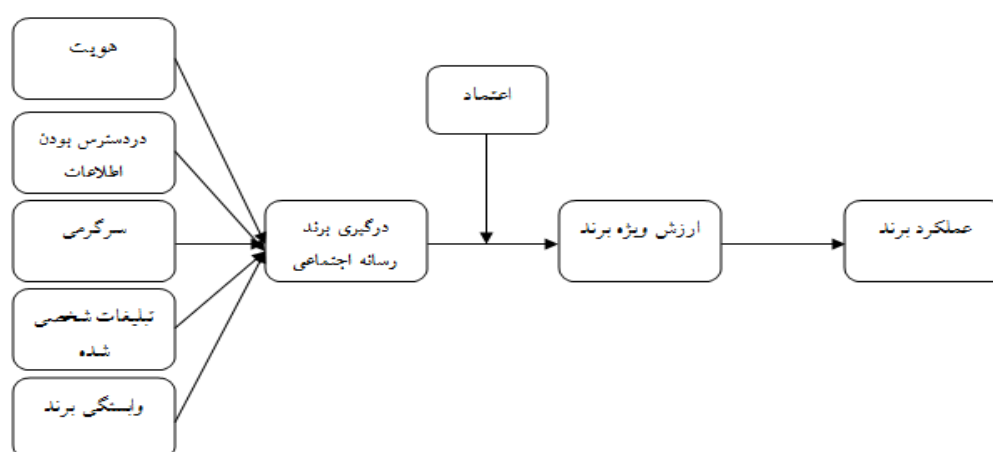 هویت
دردسترس بودن
اطلاعات
سرگرمی
تبلیغات شخصی
شده
وابستگی برند
درگیری برند
رسانه اجتماعی
اعتماد
ارزش ویژه برند
عملکرد برند